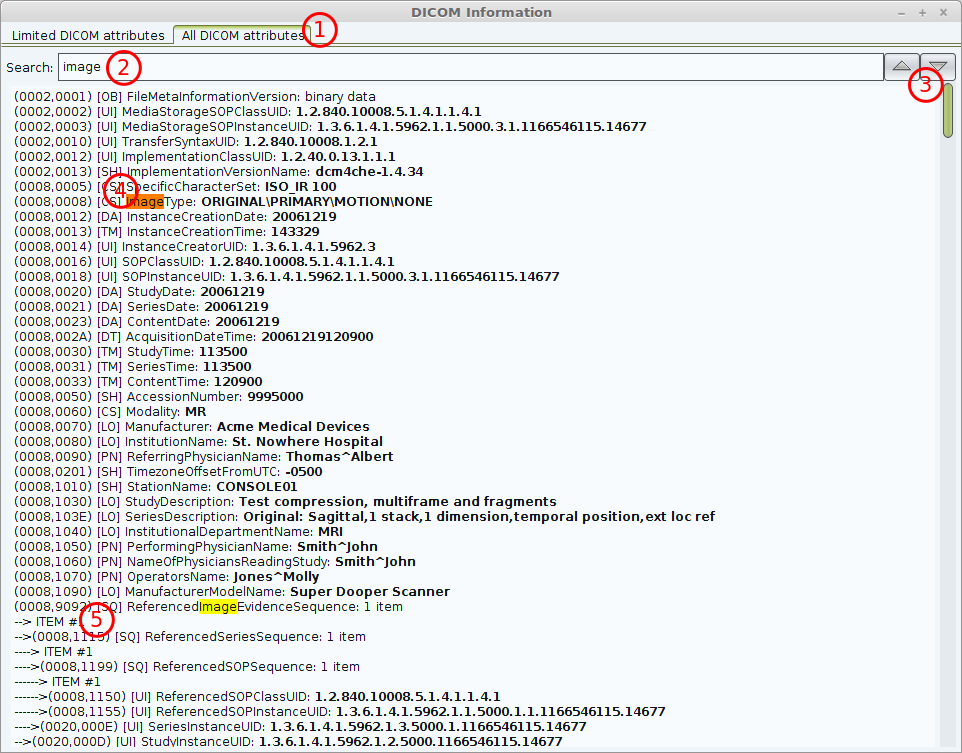 DICOM Information
Limited DICOM attributes All DICOM attributes 1
Search: image 2
3
(0002,0001) [OB] FileMetaInformationVersion: binary data
(0002,0002) [UI] MediaStorageSOPClassUID: 1.2.840.10008.5.1.4.1.1.4.1
(0002,0003) [UI] MediaStorageSOPInstanceUID: 1.3.6.1.4.1.5962.1.1.5000.3.1.1166546115.14677
(0002,0010) [UI] TransferSyntaxUID: 1.2.840.10008.1.2.1
(0002,0012) [UI] ImplementationClassUID: 1.2.40.0.13.1.1.1
(0002,0013) [SH] ImplementationVersionName: dcm4che-1.4.34
(0008,0005) [CS] SpecificCharacterSet: ISO_IR 100
4
(0008,0008) [CS] ImageType: ORIGINAL\PRIMARY\MOTION\NONE
(0008,0012) [DA] InstanceCreationDate: 20061219
(0008,0013) [TM] InstanceCreationTime: 143329
(0008,0014) [UI] InstanceCreatorUID: 1.3.6.1.4.1.5962.3
(0008,0016) [UI] SOPClassUID: 1.2.840.10008.5.1.4.1.1.4.1
(0008,0018) [UI] SOPInstanceUID: 1.3.6.1.4.1.5962.1.1.5000.3.1.1166546115.14677
(0008,0020) [DA] StudyDate: 20061219
(0008,0021) [DA] SeriesDate: 20061219
(0008,0023) [DA] ContentDate: 20061219
(0008,002A) [DT] AcquisitionDateTime: 20061219120900
(0008,0030) [TM] StudyTime: 113500
(0008,0031) [TM] SeriesTime: 113500
(0008,0033) [TM] ContentTime: 120900
(0008,0050) [SH] AccessionNumber: 9995000
(0008,0060) [CS] Modality: MR
(0008,0070) [LO] Manufacturer: Acme Medical Devices
(0008,0080) [LO] InstitutionName: St. Nowhere Hospital
(0008,0090) [PN] ReferringPhysicianName: Thomas^Albert
(0008,0201) [SH] TimezoneOffsetFromUTC: -0500
(0008,1010) [SH] StationName: CONSOLE01
(0008,1030) [LO] StudyDescription: Test compression, multiframe and fragments
(0008,103E) [LO] SeriesDescription: Original: Sagittal,1 stack,1 dimension,temporal position,ext loc ref
(0008,1040) [LO] InstitutionalDepartmentName: MRI
(0008,1050) [PN] PerformingPhysicianName: Smith^John
(0008,1060) [PN] NameOfPhysiciansReadingStudy: Smith^John
(0008,1070) [PN] OperatorsName: Jones^Molly
(0008,1090) [LO] ManufacturerModelName: Super Dooper Scanner
(0008,9092) [SQ] ReferencedImageEvidenceSequence: 1 item
--> ITEM #1
5
-->(0008,1115) [SQ] ReferencedSeriesSequence: 1 item
----> ITEM #1
---->(0008,1199) [SQ] ReferencedSOPSequence: 1 item
------> ITEM #1
------>(0008,1150) [UI] ReferencedSOPClassUID: 1.2.840.10008.5.1.4.1.1.4.1
------>(0008,1155) [UI] ReferencedSOPInstanceUID: 1.3.6.1.4.1.5962.1.1.5000.1.1.1166546115.14677
---->(0020,000E) [UI] SeriesInstanceUID: 1.3.6.1.4.1.5962.1.3.5000.1.1166546115.14677
-->(0020,000D) [UI] StudyInstanceUID: 1.3.6.1.4.1.5962.1.2.5000.1166546115.14677